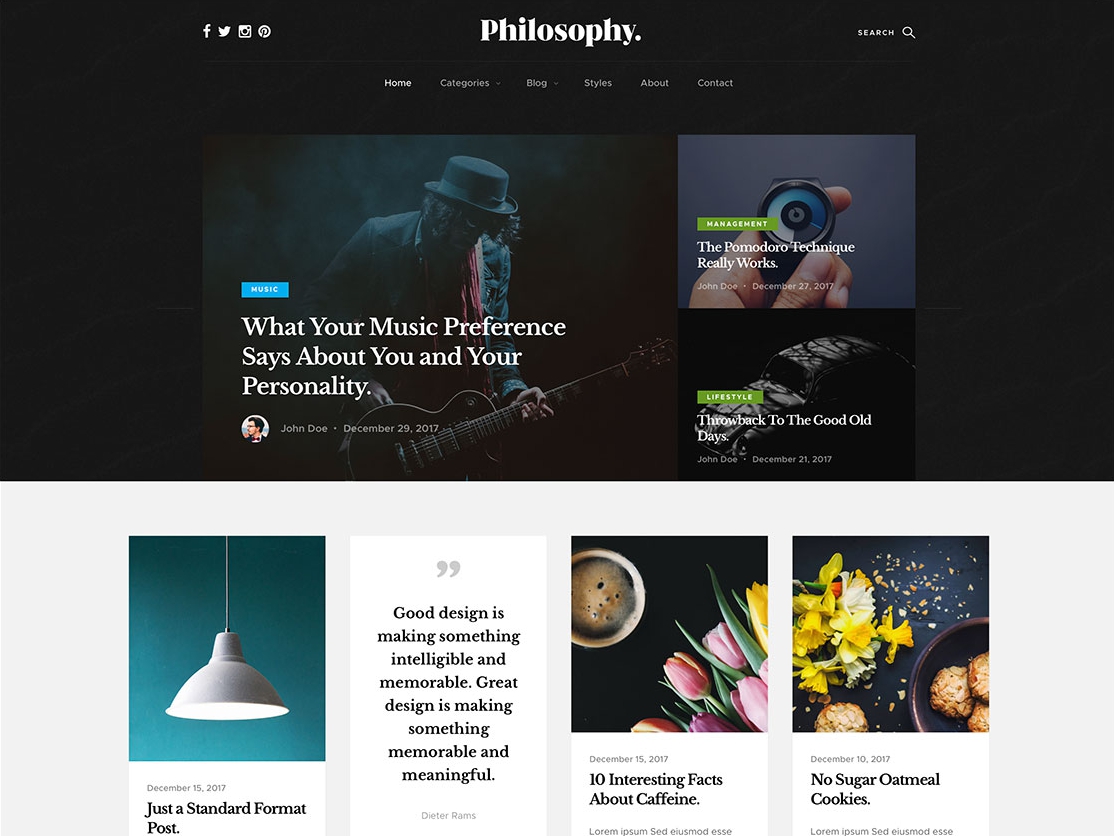 Philosophy.
SEARCH
Home Categories Blog Styles About Contact
MUSIC
What Your Music Preference
Says About You and Your
Personality.
John Doe • December 29, 2017
MANAGEMENT
The Pomodoro Technique
Really Works.
John Doe • December 27, 2017
LIFESTYLE
Throwback To The Good Old
Days.
John Doe • December 21, 2017
December 15, 2017
Just a Standard Format
Post.
”
Good design is
making something
intelligible and
memorable. Great
design is making
something
memorable and
meaningful.
Dieter Rams
December 15, 2017
10 Interesting Facts
About Caffeine.
Lorem ipsum Sed eiusmod esse
December 10, 2017
No Sugar Oatmeal
Cookies.
Lorem ipsum Sed eiusmod esse